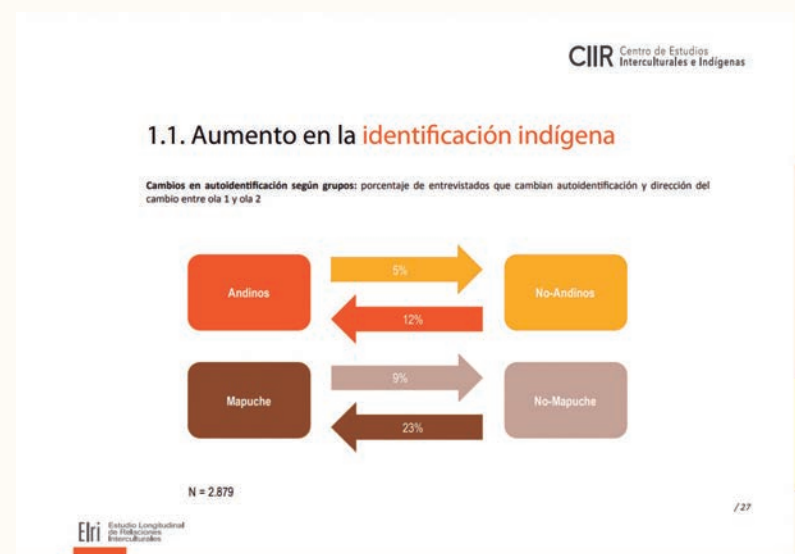 CIIR Centro de Estudios
Interculturales e Indígenas
1.1. Aumento en la identificación indígena
Cambios en autoidentificación según grupos: porcentaje de entrevistados que cambian autoidentificación y dirección del
cambio entre ola 1 y ola 2
Andinos
5%
12%
No-Andinos
Mapuche
9%
23%
No-Mapuche
N = 2.879
/ 27
Elri Estudio Longitudinal
de Relaciones
Interculturales